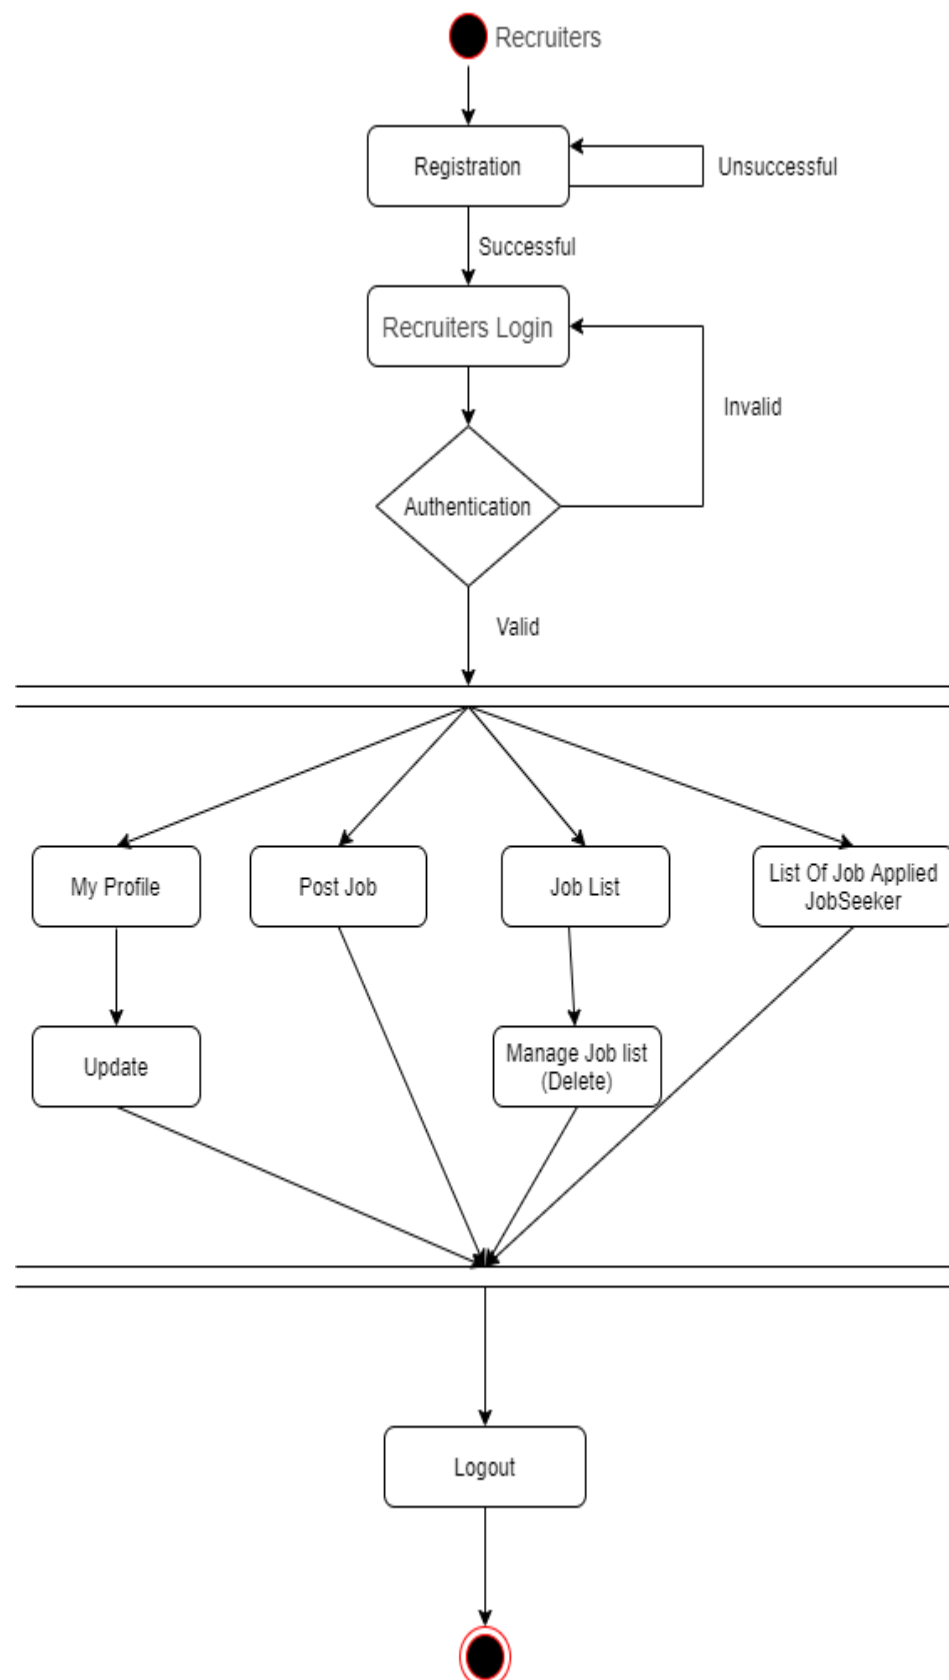 Recruiters
Registration
Unsuccessful
Successful
Recruiters Login
Invalid
Authentication
Valid
My Profile
Post Job
Job List
List Of Job Applied
JobSeeker
Update
Manage Job list
(Delete)
Logout